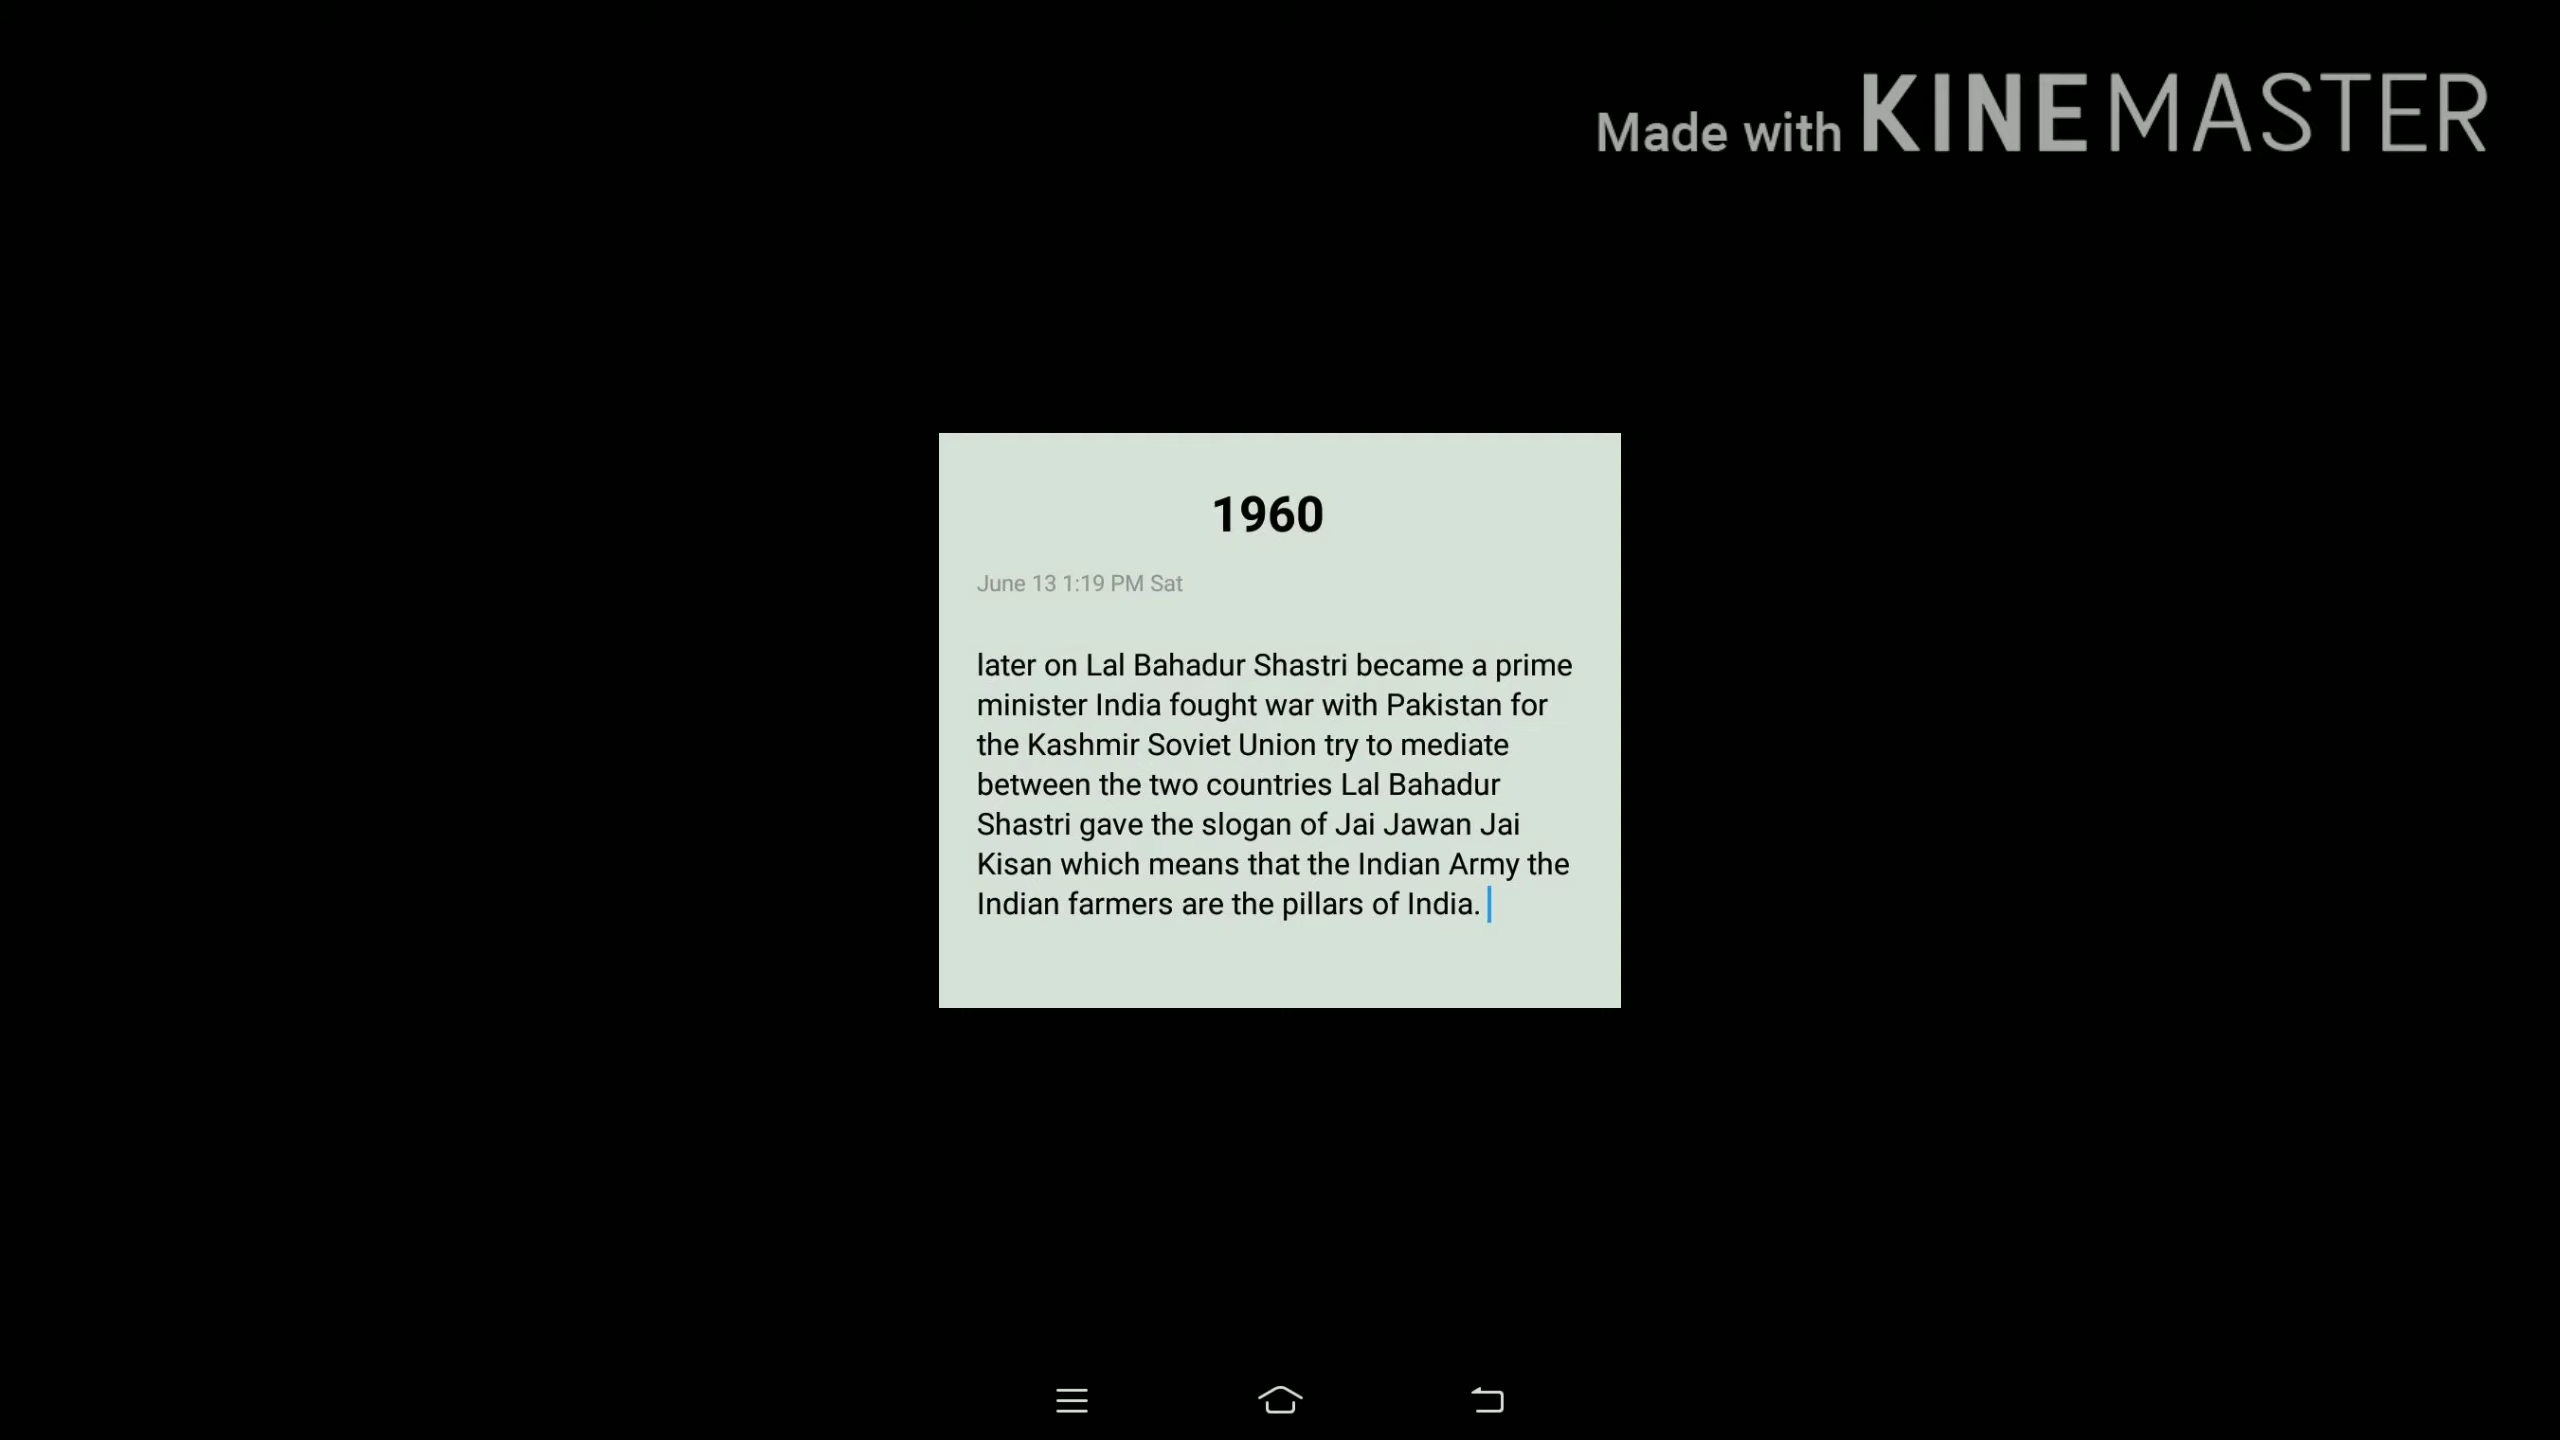 Made with KINEMASTER
1960
June 13 1:19 PM Sat
later on Lal Bahadur Shastri became a prime
minister India fought war with Pakistan for
the Kashmir Soviet Union try to mediate
between the two countries Lal Bahadur
Shastri gave the slogan of Jai Jawan Jai
Kisan which means that the Indian Army the
Indian farmers are the pillars of India.